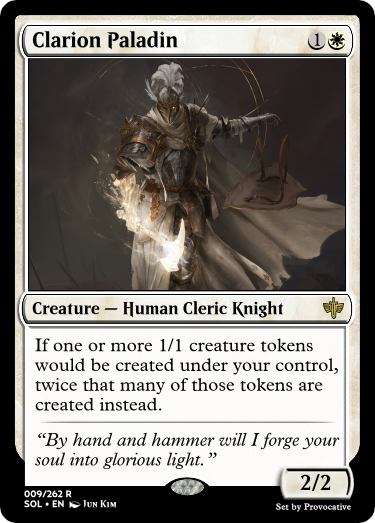 Clarion Paladin 1
Creature — Human Cleric Knight
If one or more 1/1 creature tokens
would be created under your control,
twice that many of those tokens are
created instead.
“By hand and hammer will I forge your
soul into glorious light.”
2/2
009/262 R
SOL • EN Jun Kim
Set by Provocative